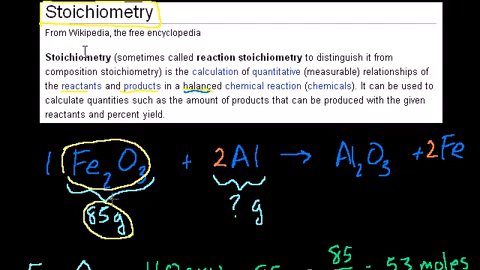 Stoichiometry
From Wikipedia, the free encyclopedia
Stoichiometry (sometimes called reaction stoichiometry to distinguish it from
composition stoichiometry) is the calculation of quantitative (measurable) relationships of
the reactants and products in a balanced chemical reaction (chemicals). It can be used to
calculate quantities such as the amount of products that can be produced with the given
reactants and percent yield.
1 Fe₂O₃ + 2Al → Al₂O₃ + 2Fe
85g ? g
85
53 moles